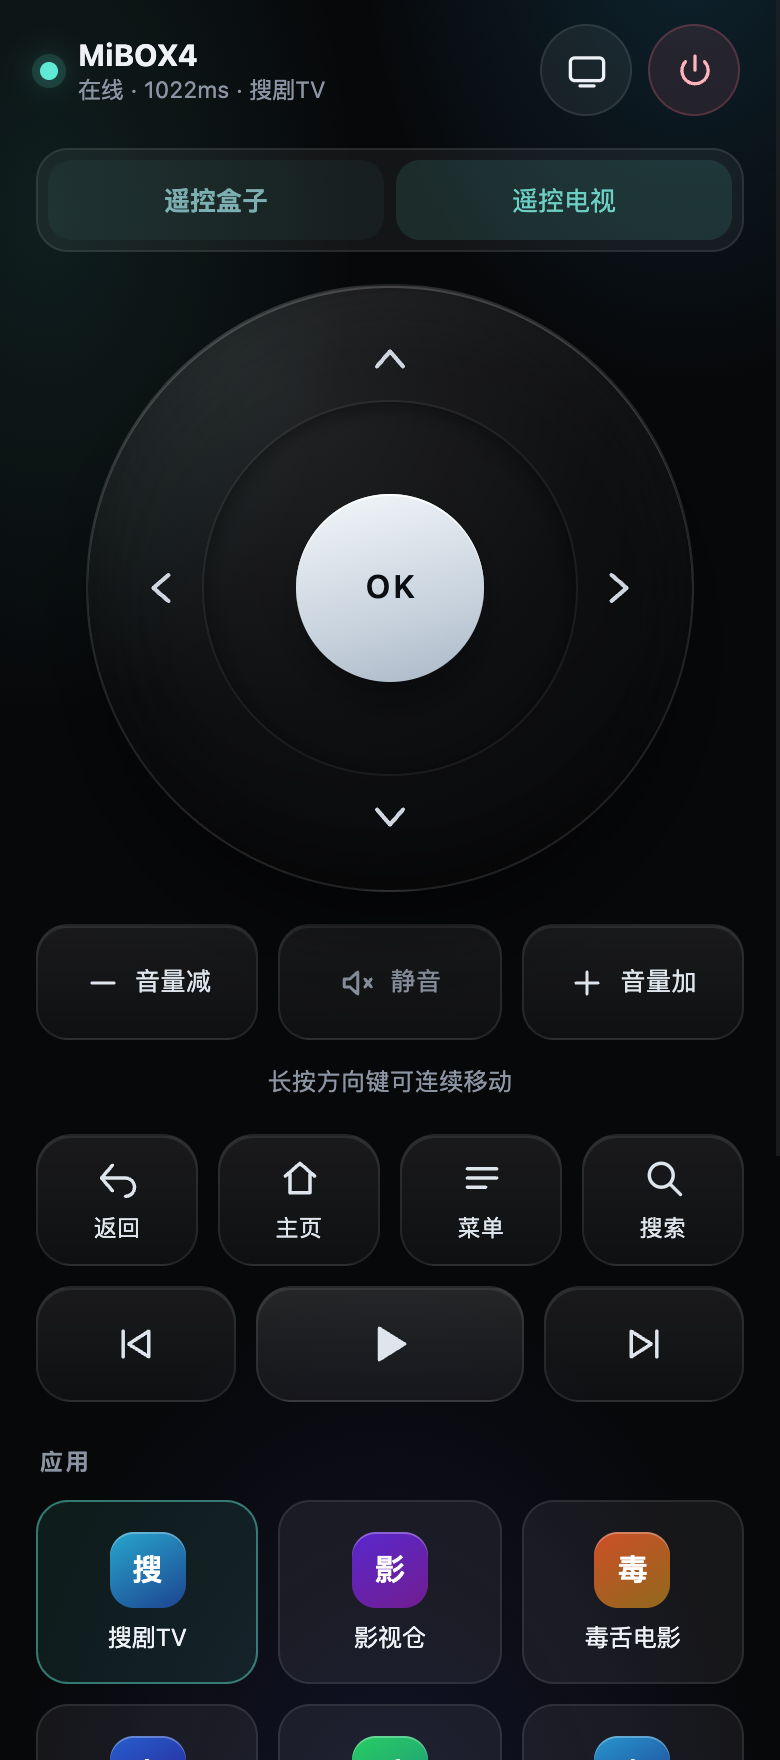 MiBOX4
在线 · 1022ms · 搜剧TV
遥控盒子
遥控电视
OK
音量减
静音
音量加
长按方向键可连续移动
返回
主页
菜单
搜索
应用
搜
影
毒
搜剧TV
影视仓
毒舌电影